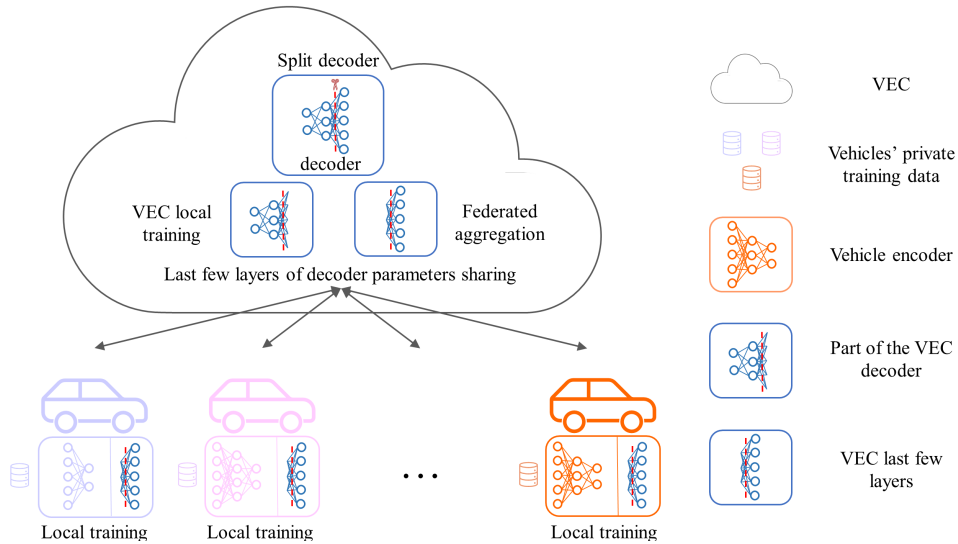 Split decoder
decoder
VEC local
training
Federated
aggregation
Last few layers of decoder parameters sharing
...
Local training
Local training
Local training
VEC
Vehicles’ private
training data
Vehicle encoder
Part of the VEC
decoder
VEC last few
layers